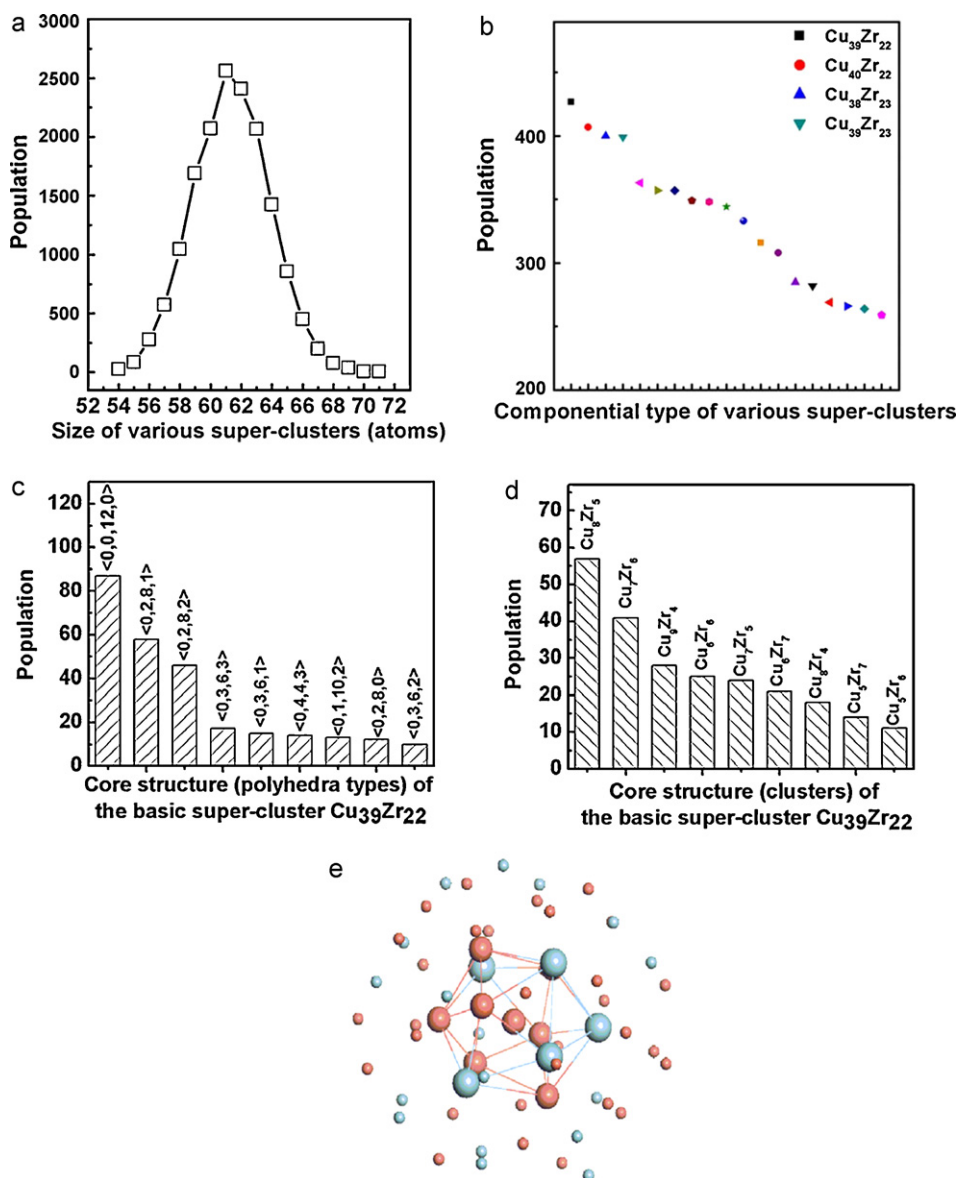 a
3000
2500
2000
1500
1000
500
0
Population
52 54 56 58 60 62 64 66 68 70 72
Size of various super-clusters (atoms)
b
Cu39Zr22
Cu40Zr22
Cu38Zr23
Cu39Zr23
400
300
200
Population
Componential type of various super-clusters
c
120
100
80
60
40
20
0
Population
<0,0,12,0>
<0,2,8,1>
<0,2,8,2>
<0,3,6,3>
<0,3,6,1>
<0,4,4,3>
<0,1,10,2>
<0,2,8,0>
<0,3,6,2>
Core structure (polyhedra types) of
the basic super-cluster Cu39Zr22
d
70
60
50
40
30
20
10
0
Population
Cu8Zr5
Cu7Zr6
Cu9Zr4
Cu6Zr6
Cu7Zr5
Cu6Zr7
Cu8Zr4
Cu5Zr7
Cu5Zr6
Core structure (clusters) of
the basic super-cluster Cu39Zr22
e